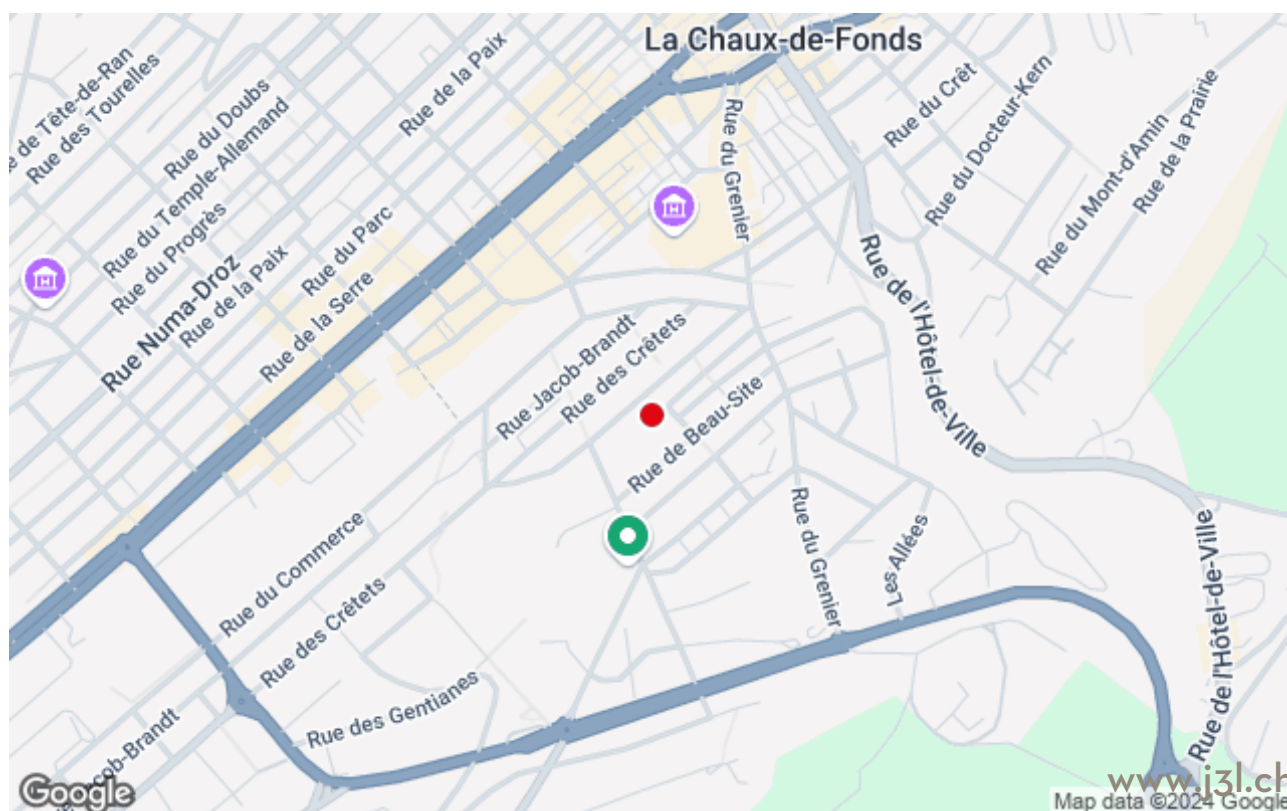 La Chaux-de-Fonds
e de Tête-de-Ran
Rue des Tourelles
Rue du Doubs
Rue du Temple-Allemand
Rue du Progrès
Rue de la Paix
Rue de la Paix
Rue Numa-Droz
Rue du Parc
Rue de la Serre
Rue du Grenier
Rue du Crêt
Rue du Docteur-Kern
Rue du Mont-d'Amin
Rue de la Prairie
Rue de l'Hôtel-de-Ville
Rue Jacob-Brandt
Rue des Crêtets
Rue de Beau-Site
Rue du Commerce
Rue des Crêtets
Rue du Grenier
Les Allées
Rue de l'Hôtel-de-Ville
Rue des Gentianes
Jacob-Brandt
Google
www.j3l.ch
Map data ©2024 Google